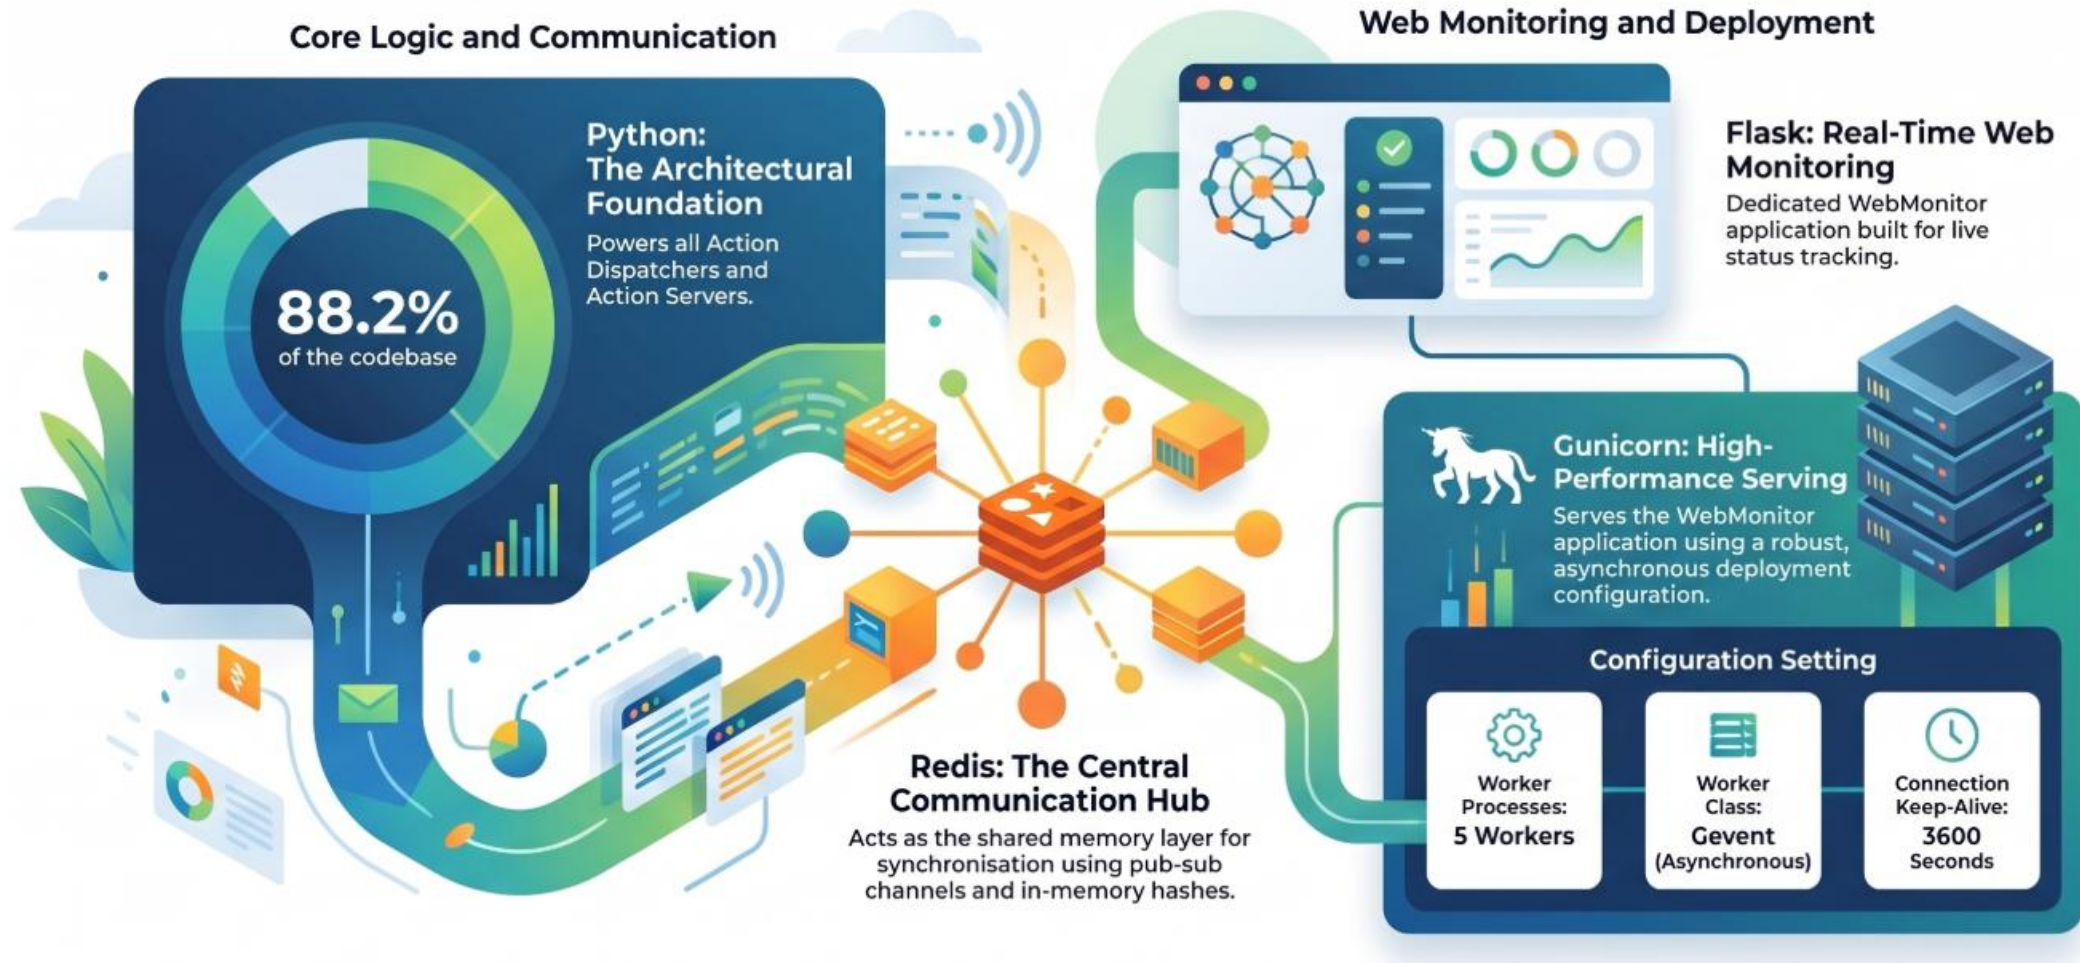 Core Logic and Communication
Python:
The Architectural
Foundation
Powers all Action
Dispatchers and
Action Servers.
88.2%
of the codebase
Redis: The Central
Communication Hub
Acts as the shared memory layer for
synchronisation using pub-sub
channels and in-memory hashes.
Web Monitoring and Deployment
Flask: Real-Time Web
Monitoring
Dedicated WebMonitor
application built for live
status tracking.
Gunicorn: High-
Performance Serving
Serves the WebMonitor
application using a robust,
asynchronous deployment
configuration.
Configuration Setting
Worker
Processes:
5 Workers
Worker
Class:
Gevent
(Asynchronous)
Connection
Keep-Alive:
3600
Seconds